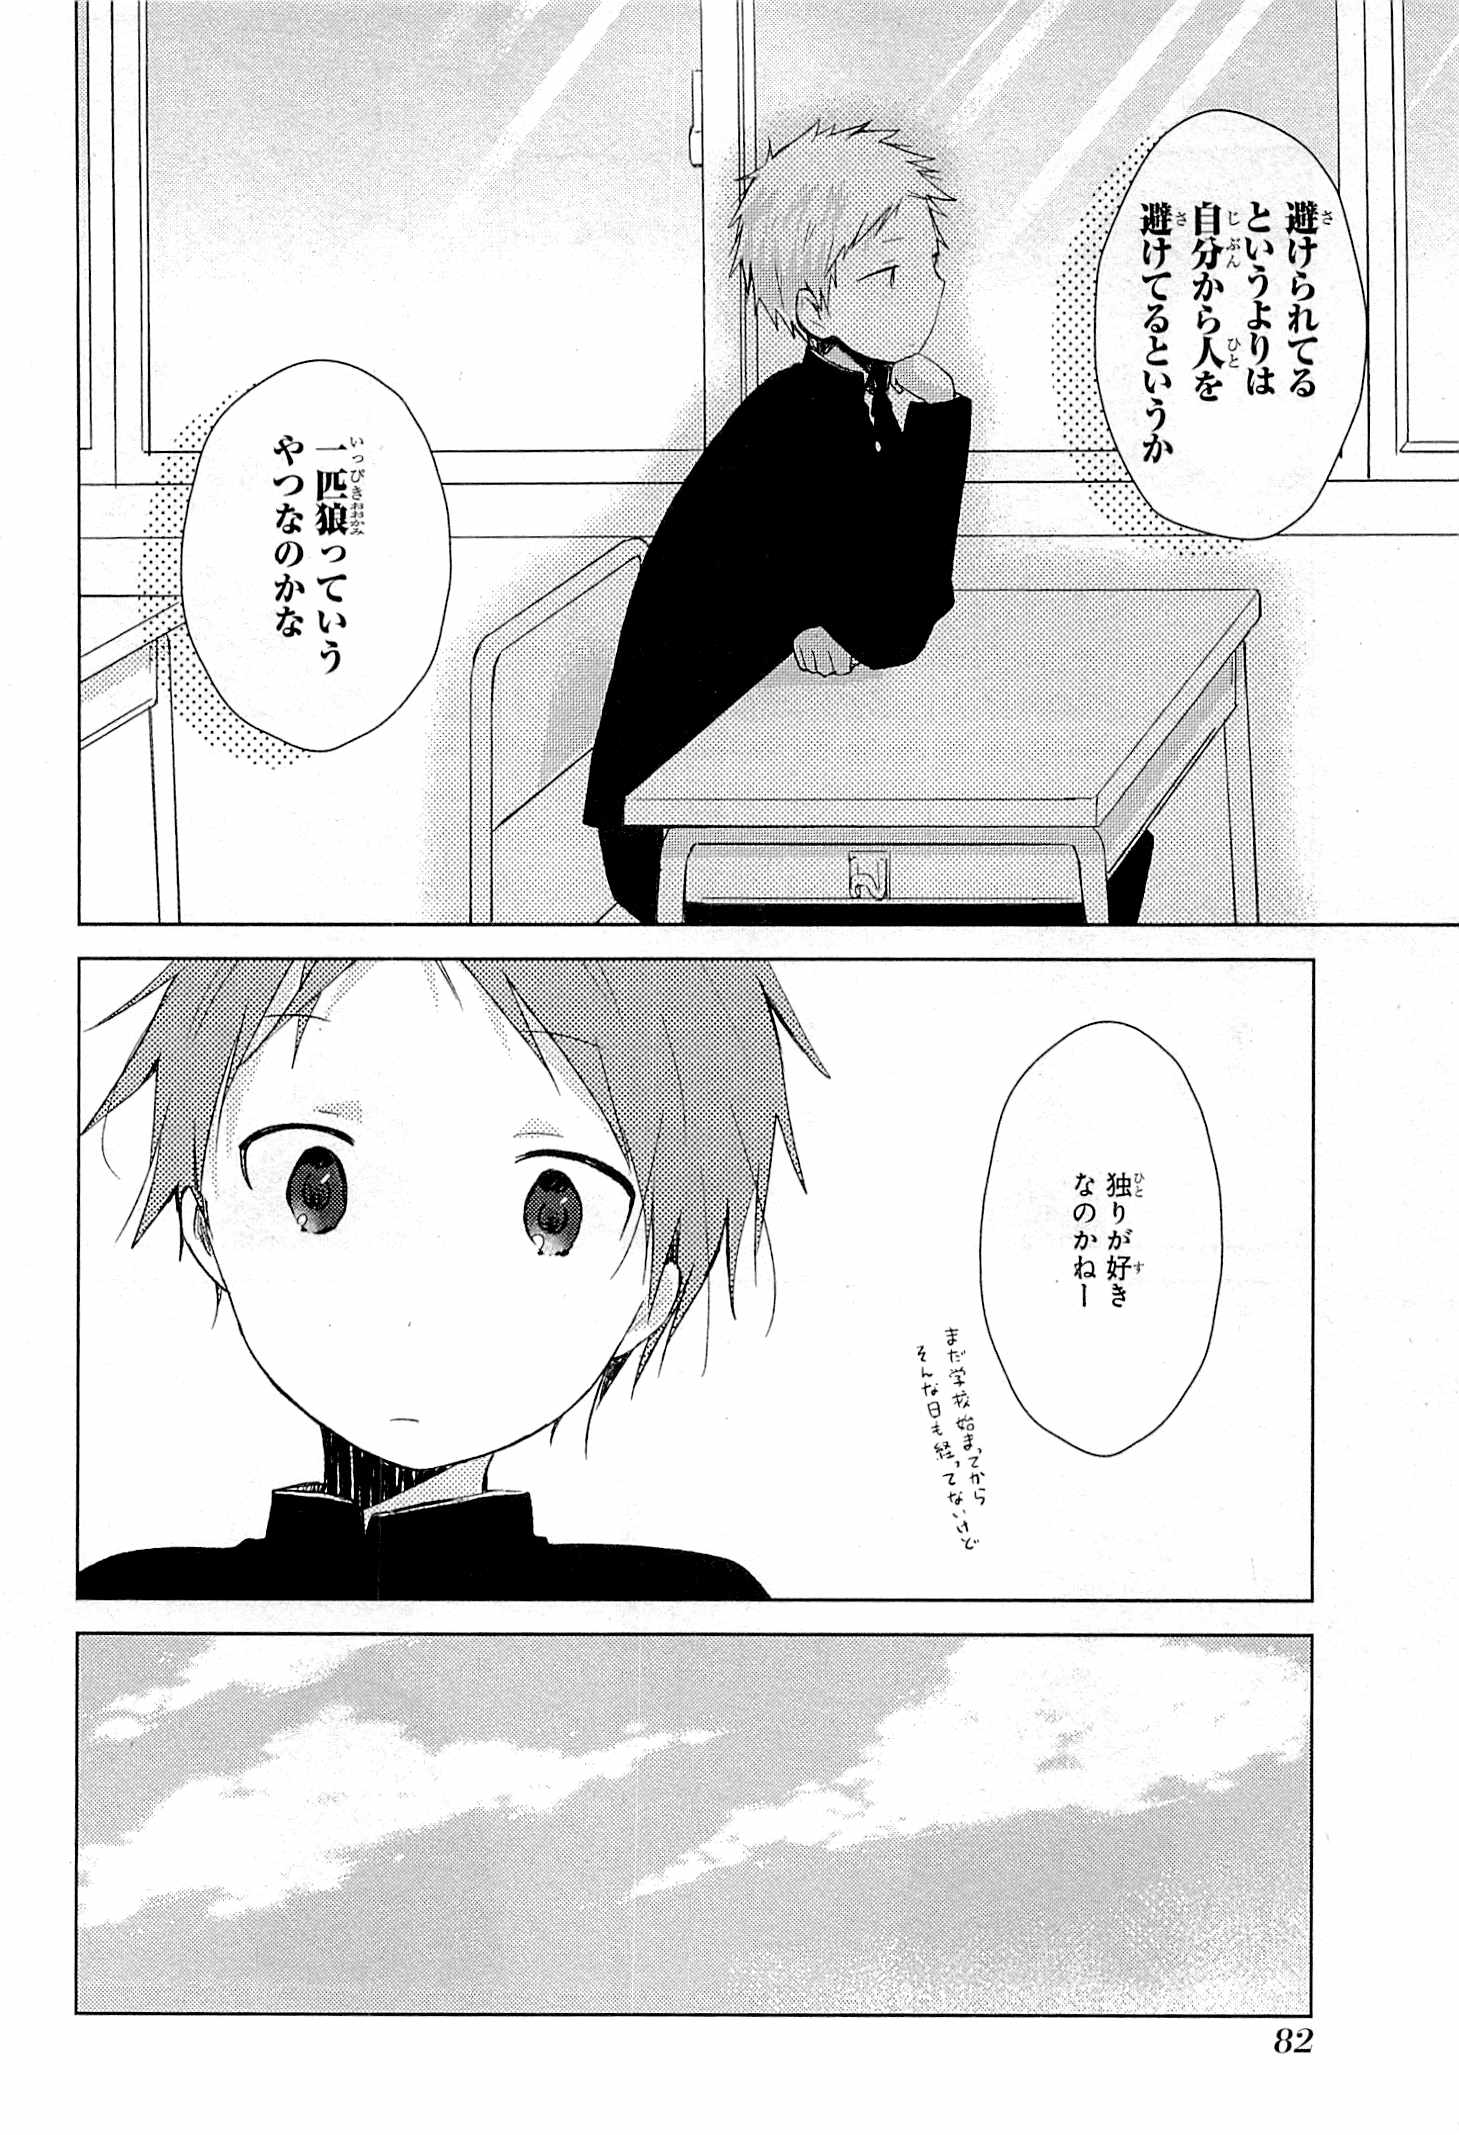 避けられてる
というよりは
自分から人を
避けてるというか
一匹狼っていう
やつなのかな
独りが好き
なのかねー
まだ学校始まってから
そんな日も経ってないけど
82